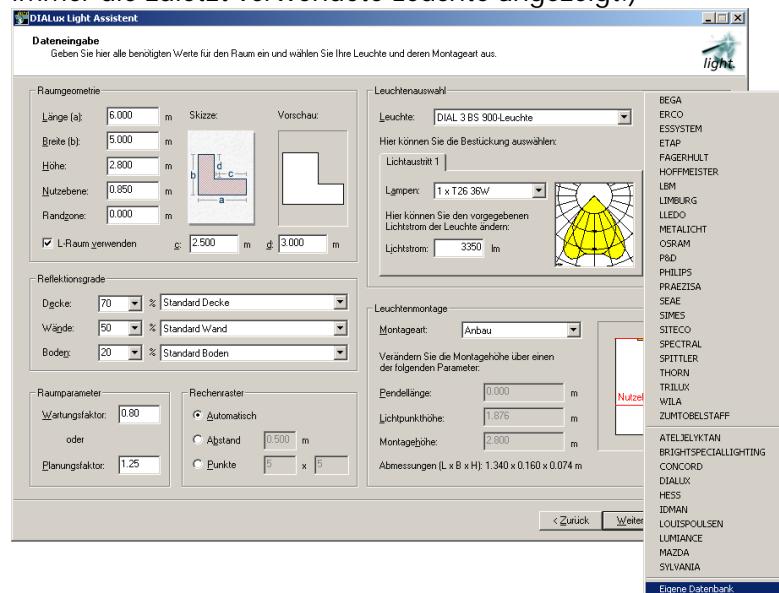 immer die zuletzt verwendete Leuchte angezeigt.)
DIALux Light Assistent
Dateneingabe
Geben Sie hier alle benötigten Werte für den Raum ein und wählen Sie Ihre Leuchte und deren Montageart aus.
light.
Raumgeometrie
Länge (a): 6.000 m
Breite (b): 5.000 m
Höhe: 2.800 m
Nutzebene: 0.850 m
Randzone: 0.000 m
Skizze:
Vorschau:
b
d
c
a
L-Raum verwenden c: 2.500 m d: 3.000 m
Reflektionsgrade
Decke: 70 % Standard Decke
Wände: 50 % Standard Wand
Boden: 20 % Standard Boden
Raumparameter
Wartungsfaktor: 0.80
oder
Planungsfaktor: 1.25
Rechenraster
Automatisch
Abstand 0.500 m
Punkte 5 x 5
Leuchtenauswahl
Leuchte: DIAL 3 BS 900-Leuchte
Hier können Sie die Bestückung auswählen:
Lichtaustritt 1
Lampen: 1 x T26 36W
Hier können Sie den vorgegebenen
Lichtstrom der Leuchte ändern:
Lichtstrom: 3350 lm
Leuchtenmontage
Montageart: Anbau
Verändern Sie die Montagehöhe über einen
der folgenden Parameter:
Pendellänge: 0.000 m
Lichtpunkthöhe: 1.876 m
Montagehöhe: 2.800 m
Abmessungen (L x B x H): 1.340 x 0.160 x 0.074 m
Nutzel
< Zurück
Weiter
BEGA
ERCO
ESSYSTEM
ETAP
FAGERHULT
HOFFMEISTER
LBM
LIMBURG
LLEDO
METALICHT
OSRAM
P&D
PHILIPS
PRAEZISA
SEAE
SIMES
SITECO
SPECTRAL
SPITTLER
THORN
TRILUX
WILA
ZUMTOBELSTAFF
ATELJELYKTAN
BRIGHTSPECIALLIGHTING
CONCORD
DIALUX
HESS
IDMAN
LOUISPOULSEN
LUMIANCE
MAZDA
SYLVANIA
Eigene Datenbank